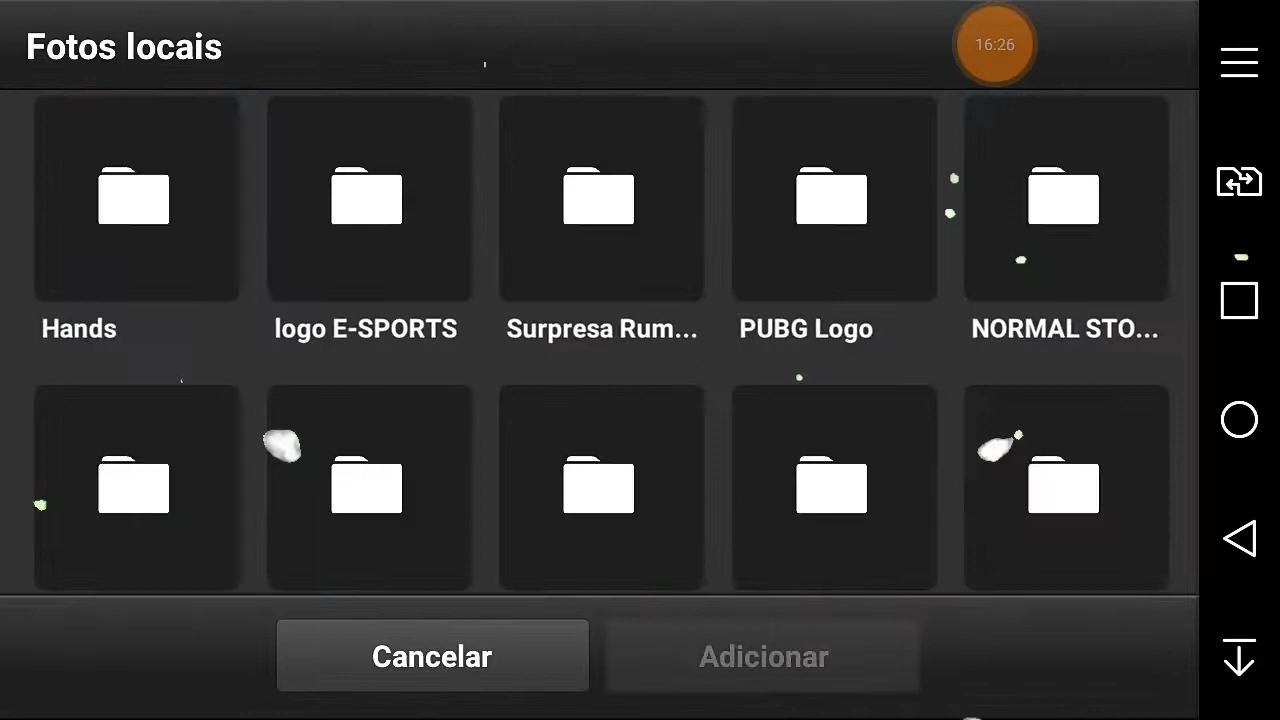 Fotos locais
16:26
Hands
logo E-SPORTS
Surpresa Rum...
PUBG Logo
NORMAL STO...
Cancelar
Adicionar